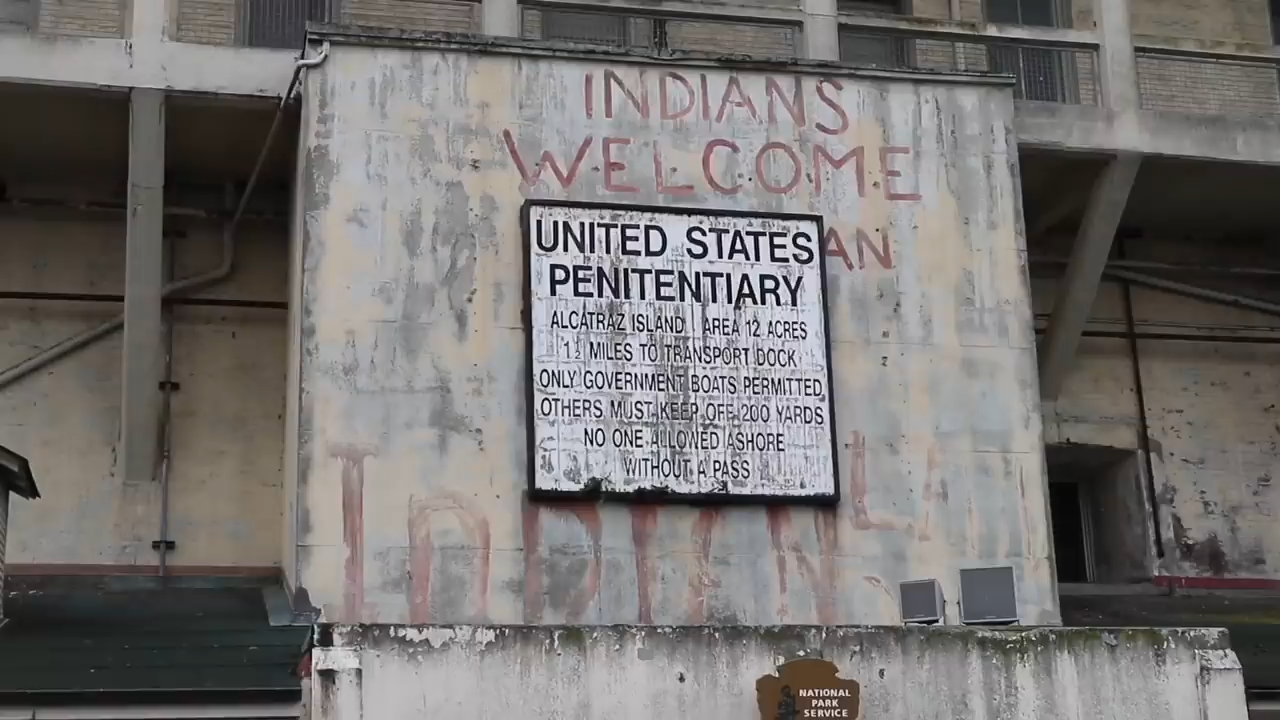 INDIANS
WELCOME
UNITED STATES
PENITENTIARY
ALCATRAZ ISLAND AREA 12 ACRES
1½ MILES TO TRANSPORT DOCK
ONLY GOVERNMENT BOATS PERMITTED
OTHERS MUST KEEP OFF 200 YARDS
NO ONE ALLOWED ASHORE
WITHOUT A PASS
NATIONAL
PARK
SERVICE